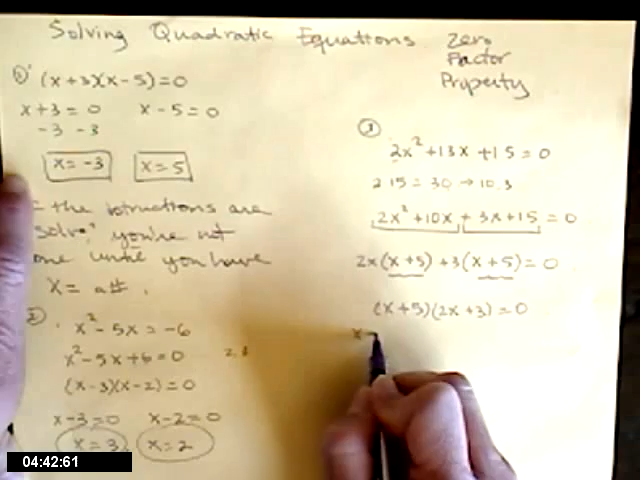 Solving Quadratic Equations
Zero
Factor
Property
1) (x+3)(x-5)=0
x+3=0 x-5=0
-3 -3
x=-3 x=5
= the instructions are
"solve," you're not
one until you have
X = a #.
2 x² - 5x = -6
x² - 5x + 6 = 0 2, 3
(x-3)(x-2)=0
x-3=0 x-2=0
x=3, x=2
3
2x² + 13x + 15 = 0
2·15 = 30 → 10, 3
2x² + 10x + 3x + 15 = 0
2x(x+5) + 3(x+5) = 0
(x+5)(2x+3) = 0
x
04:42:61